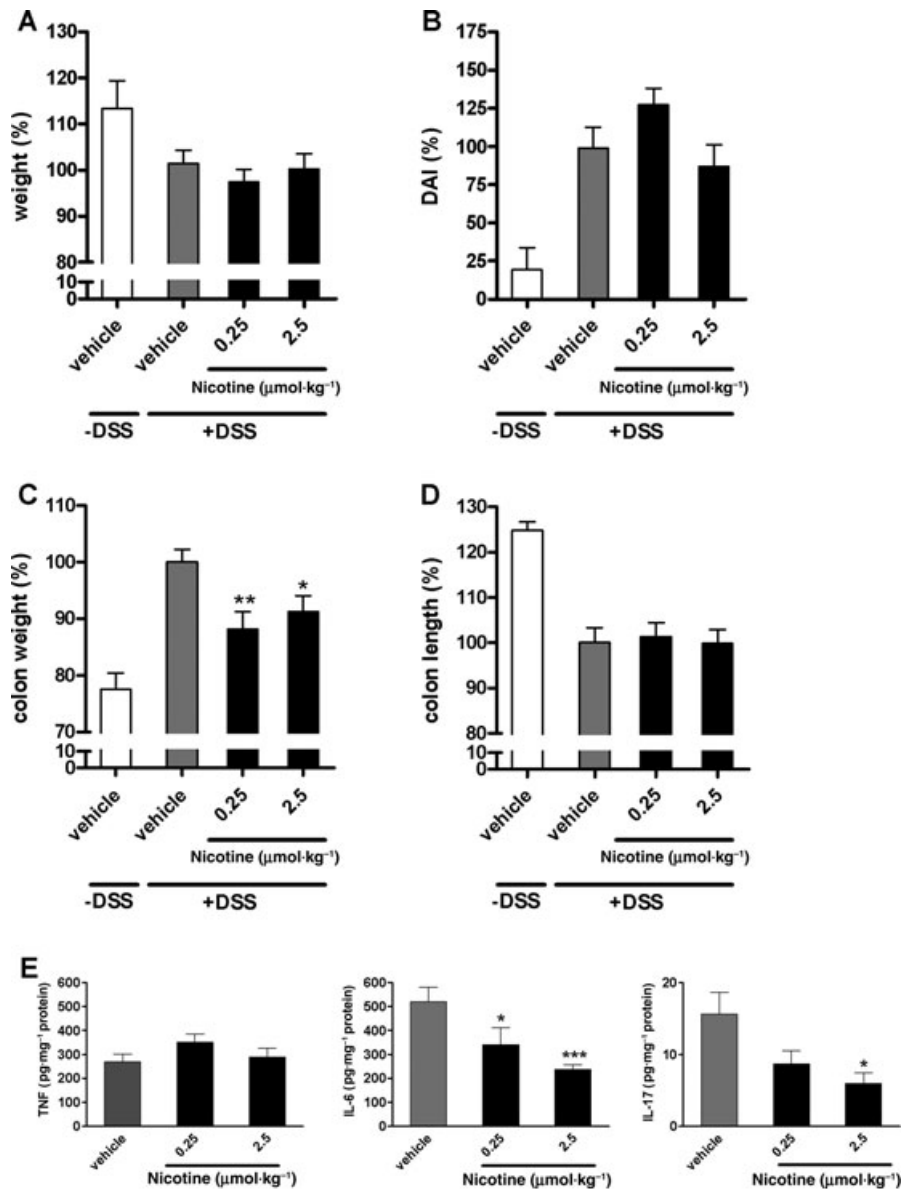 A
weight (%)
130
120
110
100
90
80
10
0
vehicle
vehicle
0.25
2.5
Nicotine (μmol·kg⁻¹)
-DSS
+DSS
B
DAI (%)
175
150
125
100
75
50
25
0
vehicle
vehicle
0.25
2.5
Nicotine (μmol·kg⁻¹)
-DSS
+DSS
C
colon weight (%)
110
100
90
80
70
10
0
**
*
vehicle
vehicle
0.25
2.5
Nicotine (μmol·kg⁻¹)
-DSS
+DSS
D
colon length (%)
130
120
110
100
90
80
10
0
vehicle
vehicle
0.25
2.5
Nicotine (μmol·kg⁻¹)
-DSS
+DSS
E
TNF (pg·mg⁻¹ protein)
600
500
400
300
200
100
0
vehicle
0.25
2.5
Nicotine (μmol·kg⁻¹)
IL-6 (pg·mg⁻¹ protein)
600
500
400
300
200
100
0
*
***
vehicle
0.25
2.5
Nicotine (μmol·kg⁻¹)
IL-17 (pg·mg⁻¹ protein)
20
10
0
*
vehicle
0.25
2.5
Nicotine (μmol·kg⁻¹)